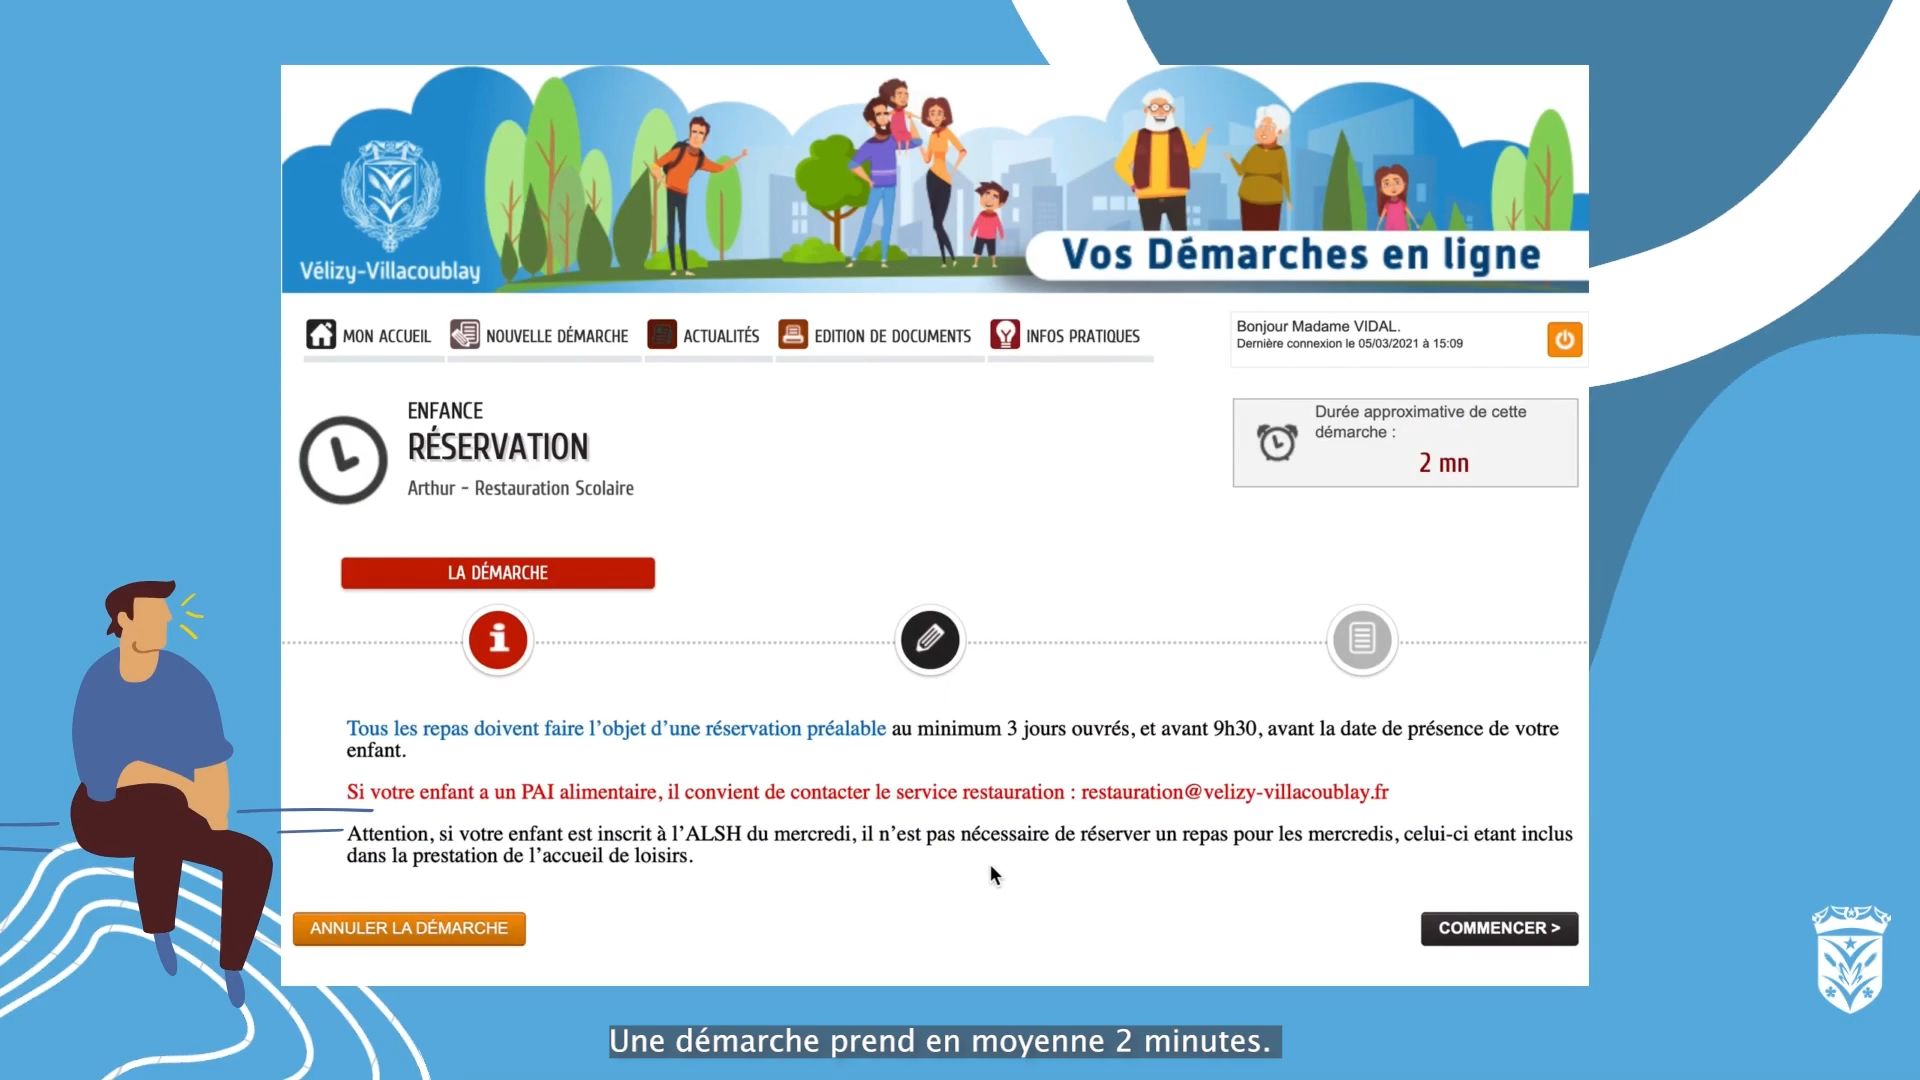 Vélizy-Villacoublay
Vos Démarches en ligne
MON ACCUEIL
NOUVELLE DÉMARCHE
ACTUALITÉS
EDITION DE DOCUMENTS
INFOS PRATIQUES
Bonjour Madame VIDAL.
Dernière connexion le 05/03/2021 à 15:09
ENFANCE
RÉSERVATION
Arthur - Restauration Scolaire
Durée approximative de cette
démarche :
2 mn
LA DÉMARCHE
Tous les repas doivent faire l’objet d’une réservation préalable au minimum 3 jours ouvrés, et avant 9h30, avant la date de présence de votre
enfant.
Si votre enfant a un PAI alimentaire, il convient de contacter le service restauration : restauration@velizy-villacoublay.fr
Attention, si votre enfant est inscrit à l’ALSH du mercredi, il n’est pas nécessaire de réserver un repas pour les mercredis, celui-ci etant inclus
dans la prestation de l’accueil de loisirs.
ANNULER LA DÉMARCHE
COMMENCER >
Une démarche prend en moyenne 2 minutes.